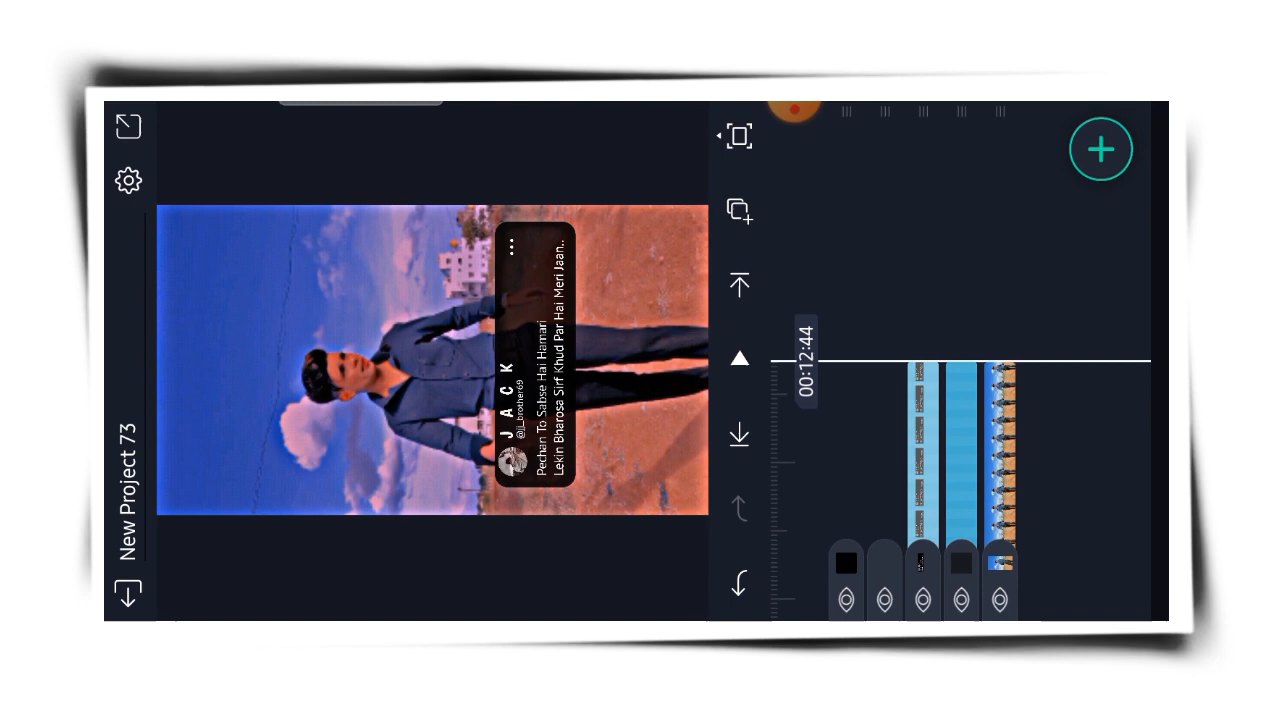 New Project 73
J A C K
@jj_brother69
Pechan To Sabse Hai Hamari
Lekin Bharosa Sirf Khud Par Hai Meri Jaan..
00:12:44